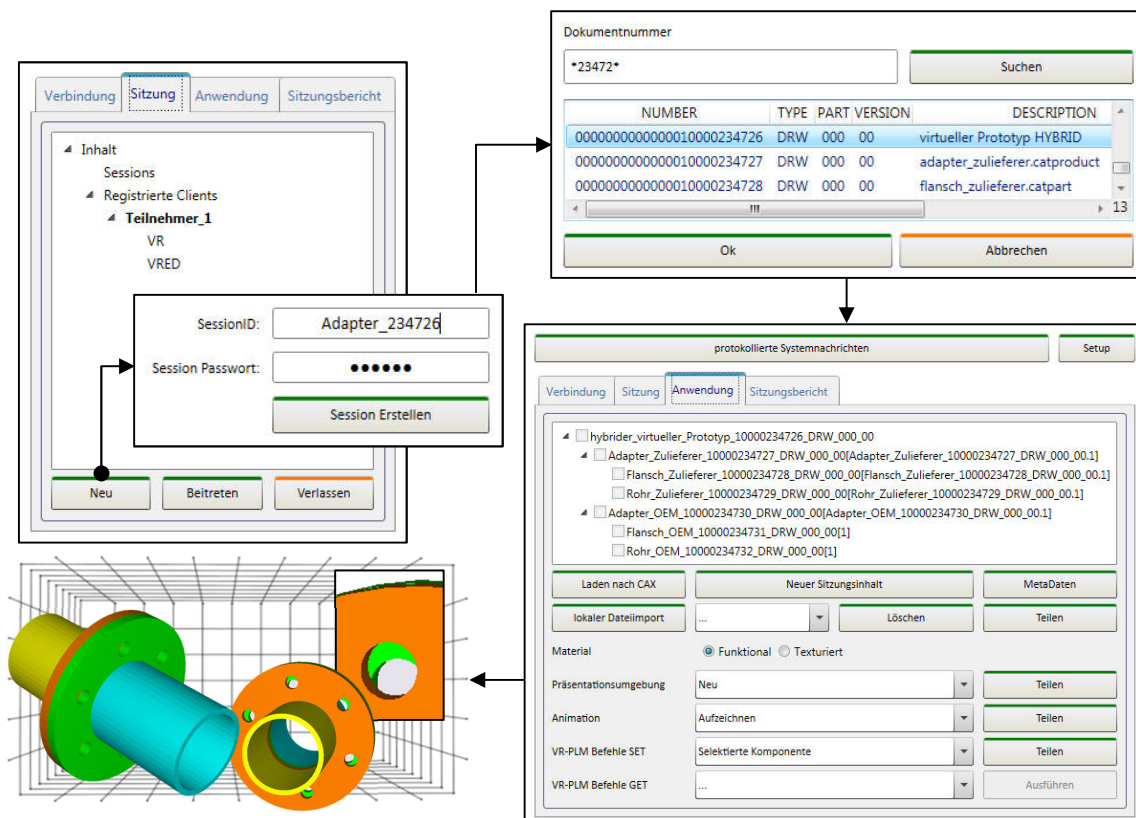 Verbindung Sitzung Anwendung Sitzungsbericht
Inhalt
Sessions
Registrierte Clients
Teilnehmer_1
VR
VRED
SessionID: Adapter_234726
Session Passwort: ●●●●●●
Session Erstellen
Neu Beitreten Verlassen
Dokumentnummer
*23472* Suchen
NUMBER TYPE PART VERSION DESCRIPTION
0000000000000010000234726 DRW 000 00 virtueller Prototyp HYBRID
0000000000000010000234727 DRW 000 00 adapter_zulieferer.catproduct
0000000000000010000234728 DRW 000 00 flansch_zulieferer.catpart
13
Ok Abbrechen
protokollierte Systemnachrichten Setup
Verbindung Sitzung Anwendung Sitzungsbericht
hybrider_virtueller_Prototyp_10000234726_DRW_000_00
Adapter_Zulieferer_10000234727_DRW_000_00[Adapter_Zulieferer_10000234727_DRW_000_00.1]
Flansch_Zulieferer_10000234728_DRW_000_00[Flansch_Zulieferer_10000234728_DRW_000_00.1]
Rohr_Zulieferer_10000234729_DRW_000_00[Rohr_Zulieferer_10000234729_DRW_000_00.1]
Adapter_OEM_10000234730_DRW_000_00[Adapter_OEM_10000234730_DRW_000_00.1]
Flansch_OEM_10000234731_DRW_000_00[1]
Rohr_OEM_10000234732_DRW_000_00[1]
Laden nach CAX Neuer Sitzungsinhalt MetaDaten
lokaler Dateiimport ... Löschen Teilen
Material Funktional Texturiert
Präsentationsumgebung Neu Teilen
Animation Aufzeichnen Teilen
VR-PLM Befehle SET Selektierte Komponente Teilen
VR-PLM Befehle GET ... Ausführen